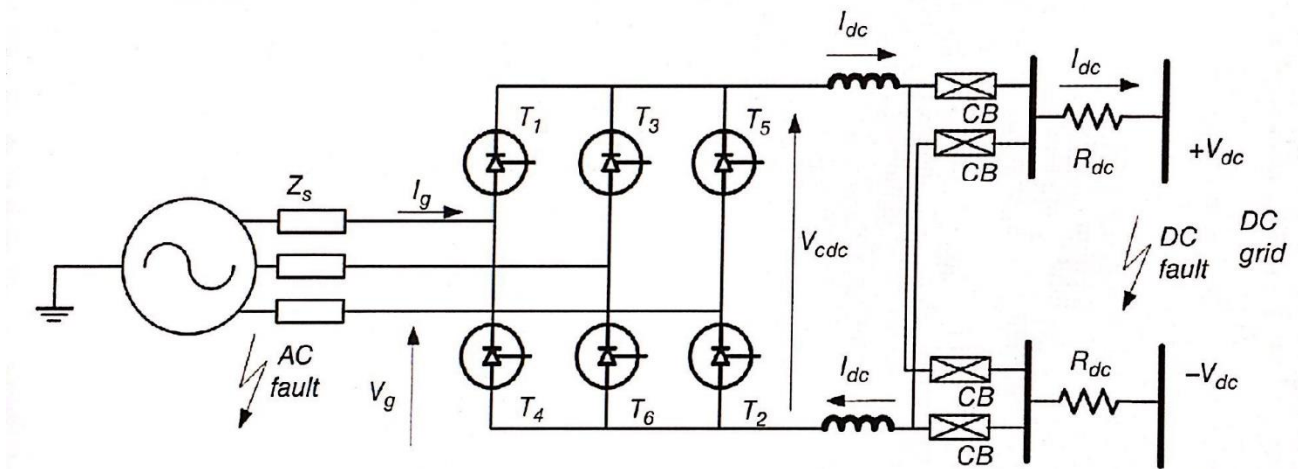 I_dc
I_dc
CB
CB
T_1
T_3
T_5
R_dc
+V_dc
Z_s
I_g
V_cdc
DC
fault
DC
grid
AC
fault
V_g
T_4
T_6
T_2
I_dc
CB
CB
R_dc
–V_dc